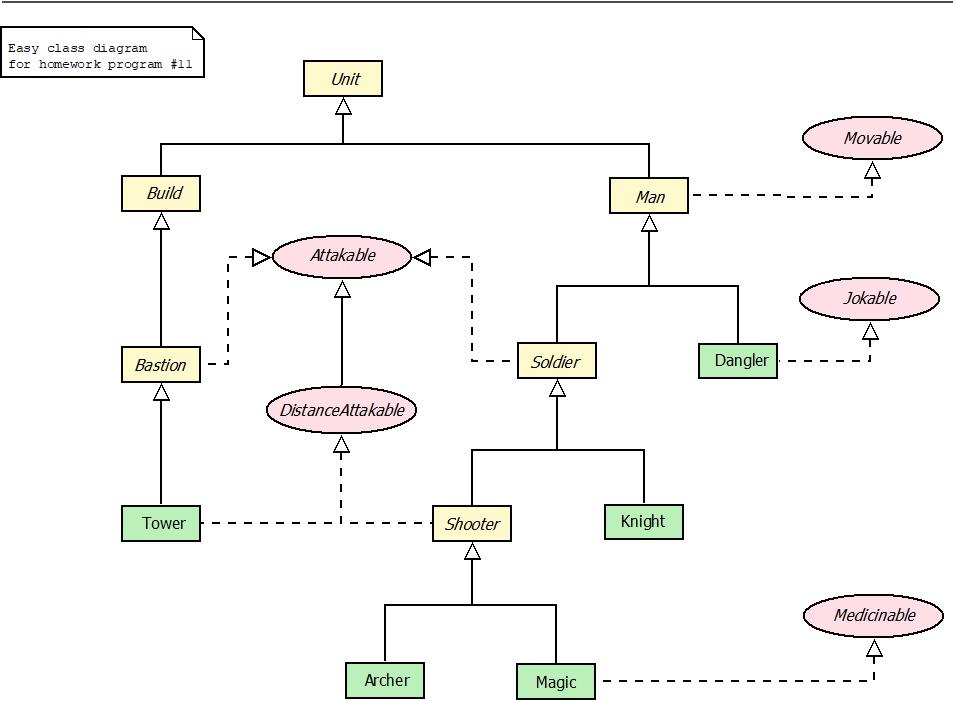 Easy class diagram
for homework program #11
Unit
Movable
Build
Man
Attakable
Jokable
Bastion
Soldier
Dangler
DistanceAttakable
Tower
Shooter
Knight
Medicinable
Archer
Magic